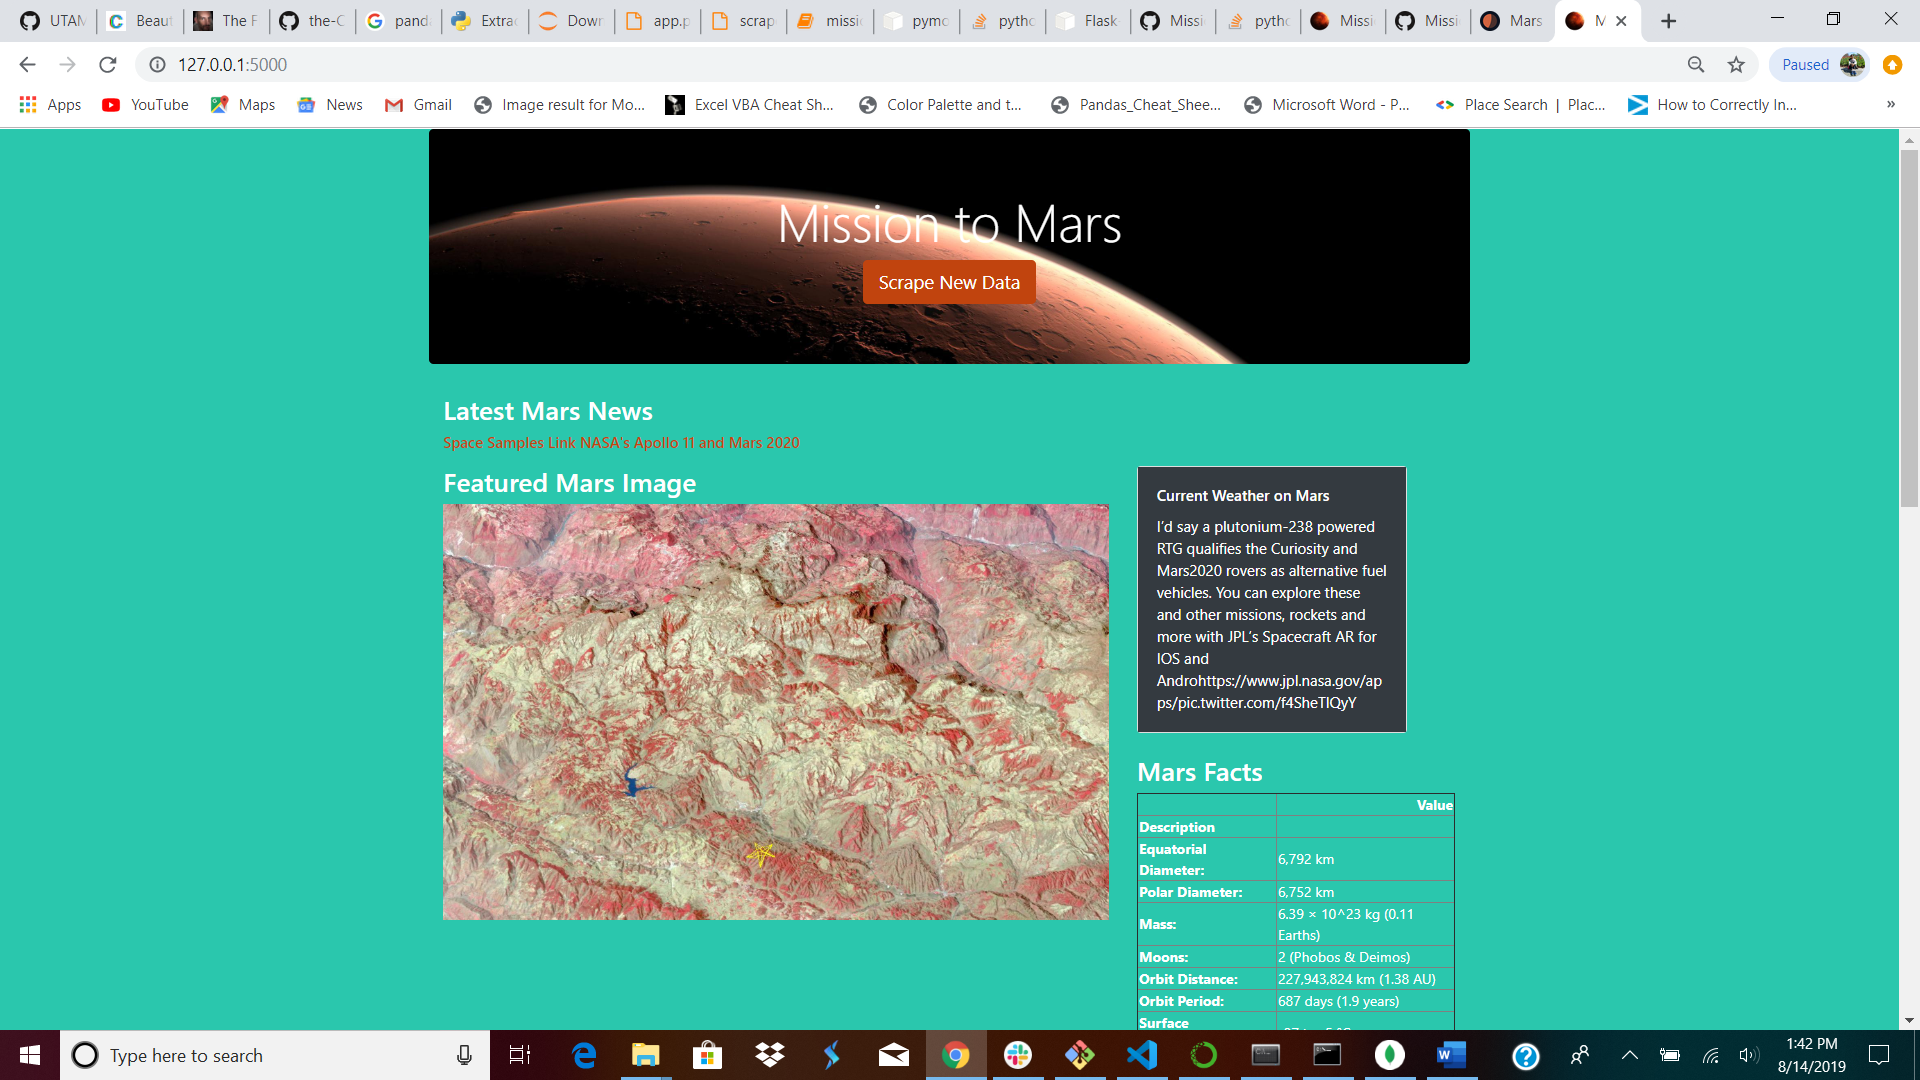 UTAM
Beaut
The F
the-C
panda
Extrac
Down
app.p
scrap
missio
pymo
pytho
Flask-
Missi
pytho
Missi
Missi
Mars
M
127.0.0.1:5000
Paused
Apps
YouTube
Maps
News
Gmail
Image result for Mo...
Excel VBA Cheat Sh...
Color Palette and t...
Pandas_Cheat_Shee...
Microsoft Word - P...
Place Search | Plac...
How to Correctly In...
»
Mission to Mars
Scrape New Data
Latest Mars News
Space Samples Link NASA's Apollo 11 and Mars 2020
Featured Mars Image
Current Weather on Mars
I’d say a plutonium-238 powered
RTG qualifies the Curiosity and
Mars2020 rovers as alternative fuel
vehicles. You can explore these
and other missions, rockets and
more with JPL’s Spacecraft AR for
IOS and
Androhttps://www.jpl.nasa.gov/ap
ps/pic.twitter.com/f4SheTlQyY
Mars Facts
Value
Description
Equatorial
Diameter:
6,792 km
Polar Diameter:
6,752 km
Mass:
6.39 × 10^23 kg (0.11
Earths)
Moons:
2 (Phobos & Deimos)
Orbit Distance:
227,943,824 km (1.38 AU)
Orbit Period:
687 days (1.9 years)
Surface
Type here to search
1:42 PM
8/14/2019